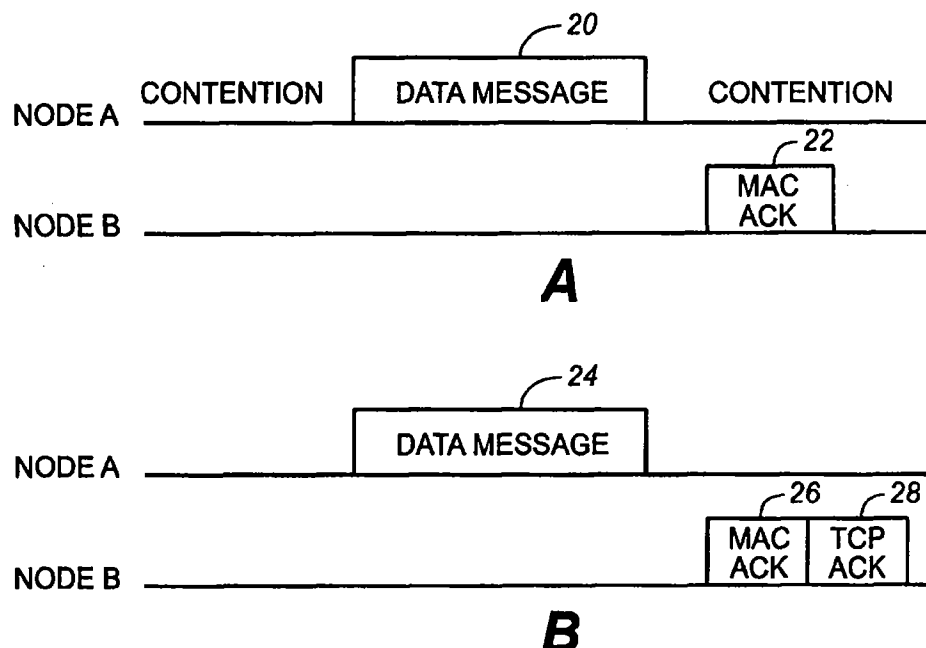 20
CONTENTION DATA MESSAGE CONTENTION
NODE A
22
MAC
ACK
NODE B
A
24
DATA MESSAGE
NODE A
26 28
MAC TCP
ACK ACK
NODE B
B